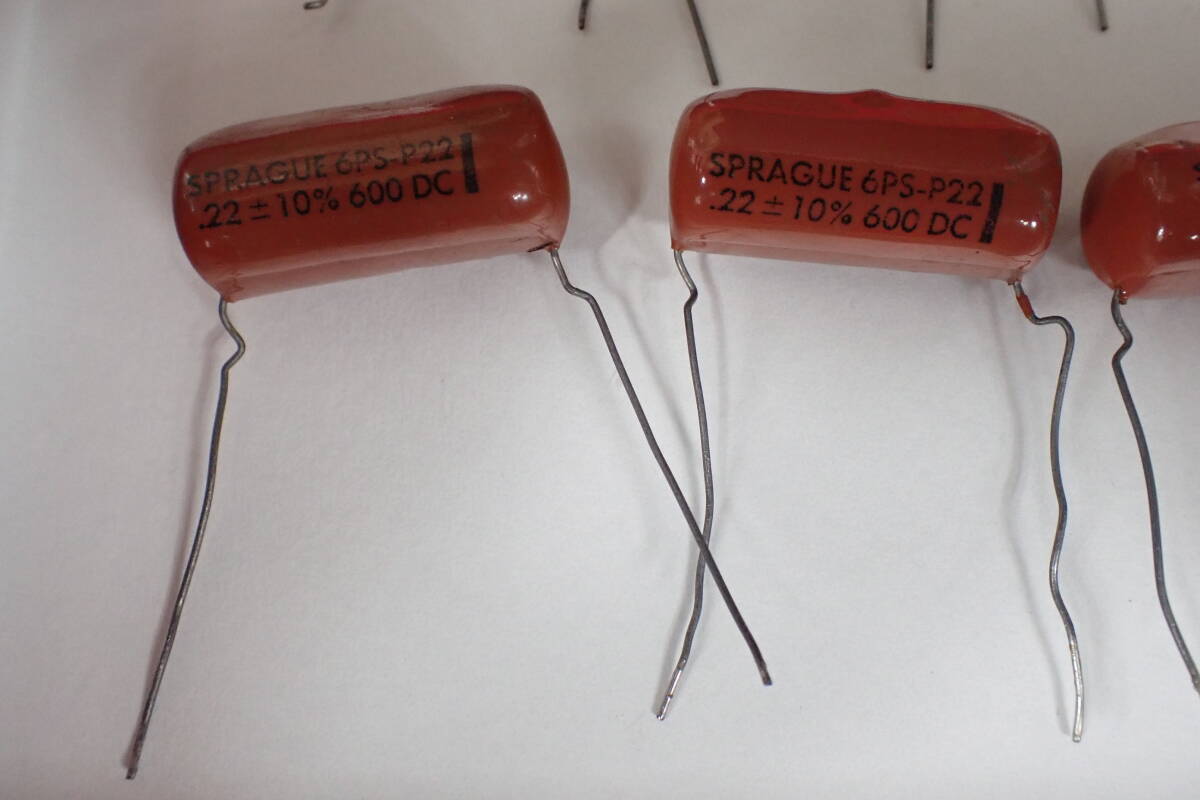 SPRAGUE 6PS-P22
.22 ± 10% 600 DC
SPRAGUE 6PS-P22
.22 ± 10% 600 DC